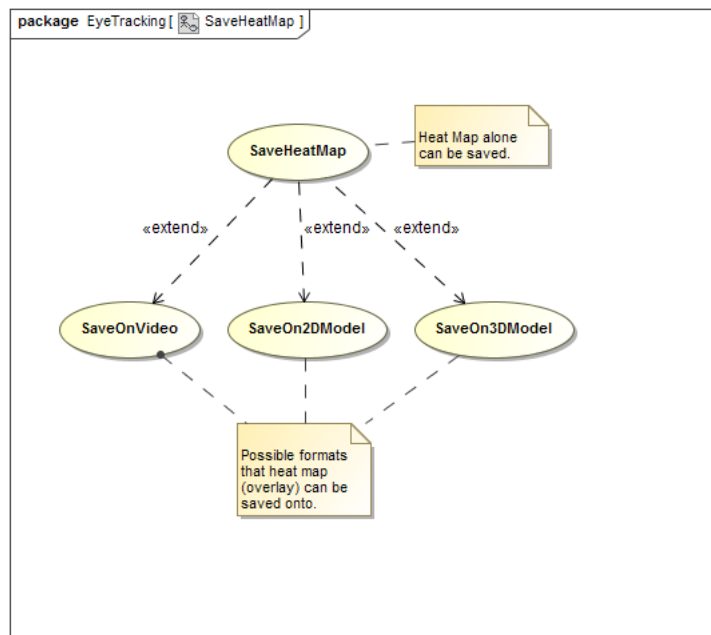 package EyeTracking [ SaveHeatMap ]
Heat Map alone
can be saved.
SaveHeatMap
«extend»
«extend»
«extend»
SaveOnVideo
SaveOn2DModel
SaveOn3DModel
Possible formats
that heat map
(overlay) can be
saved onto.